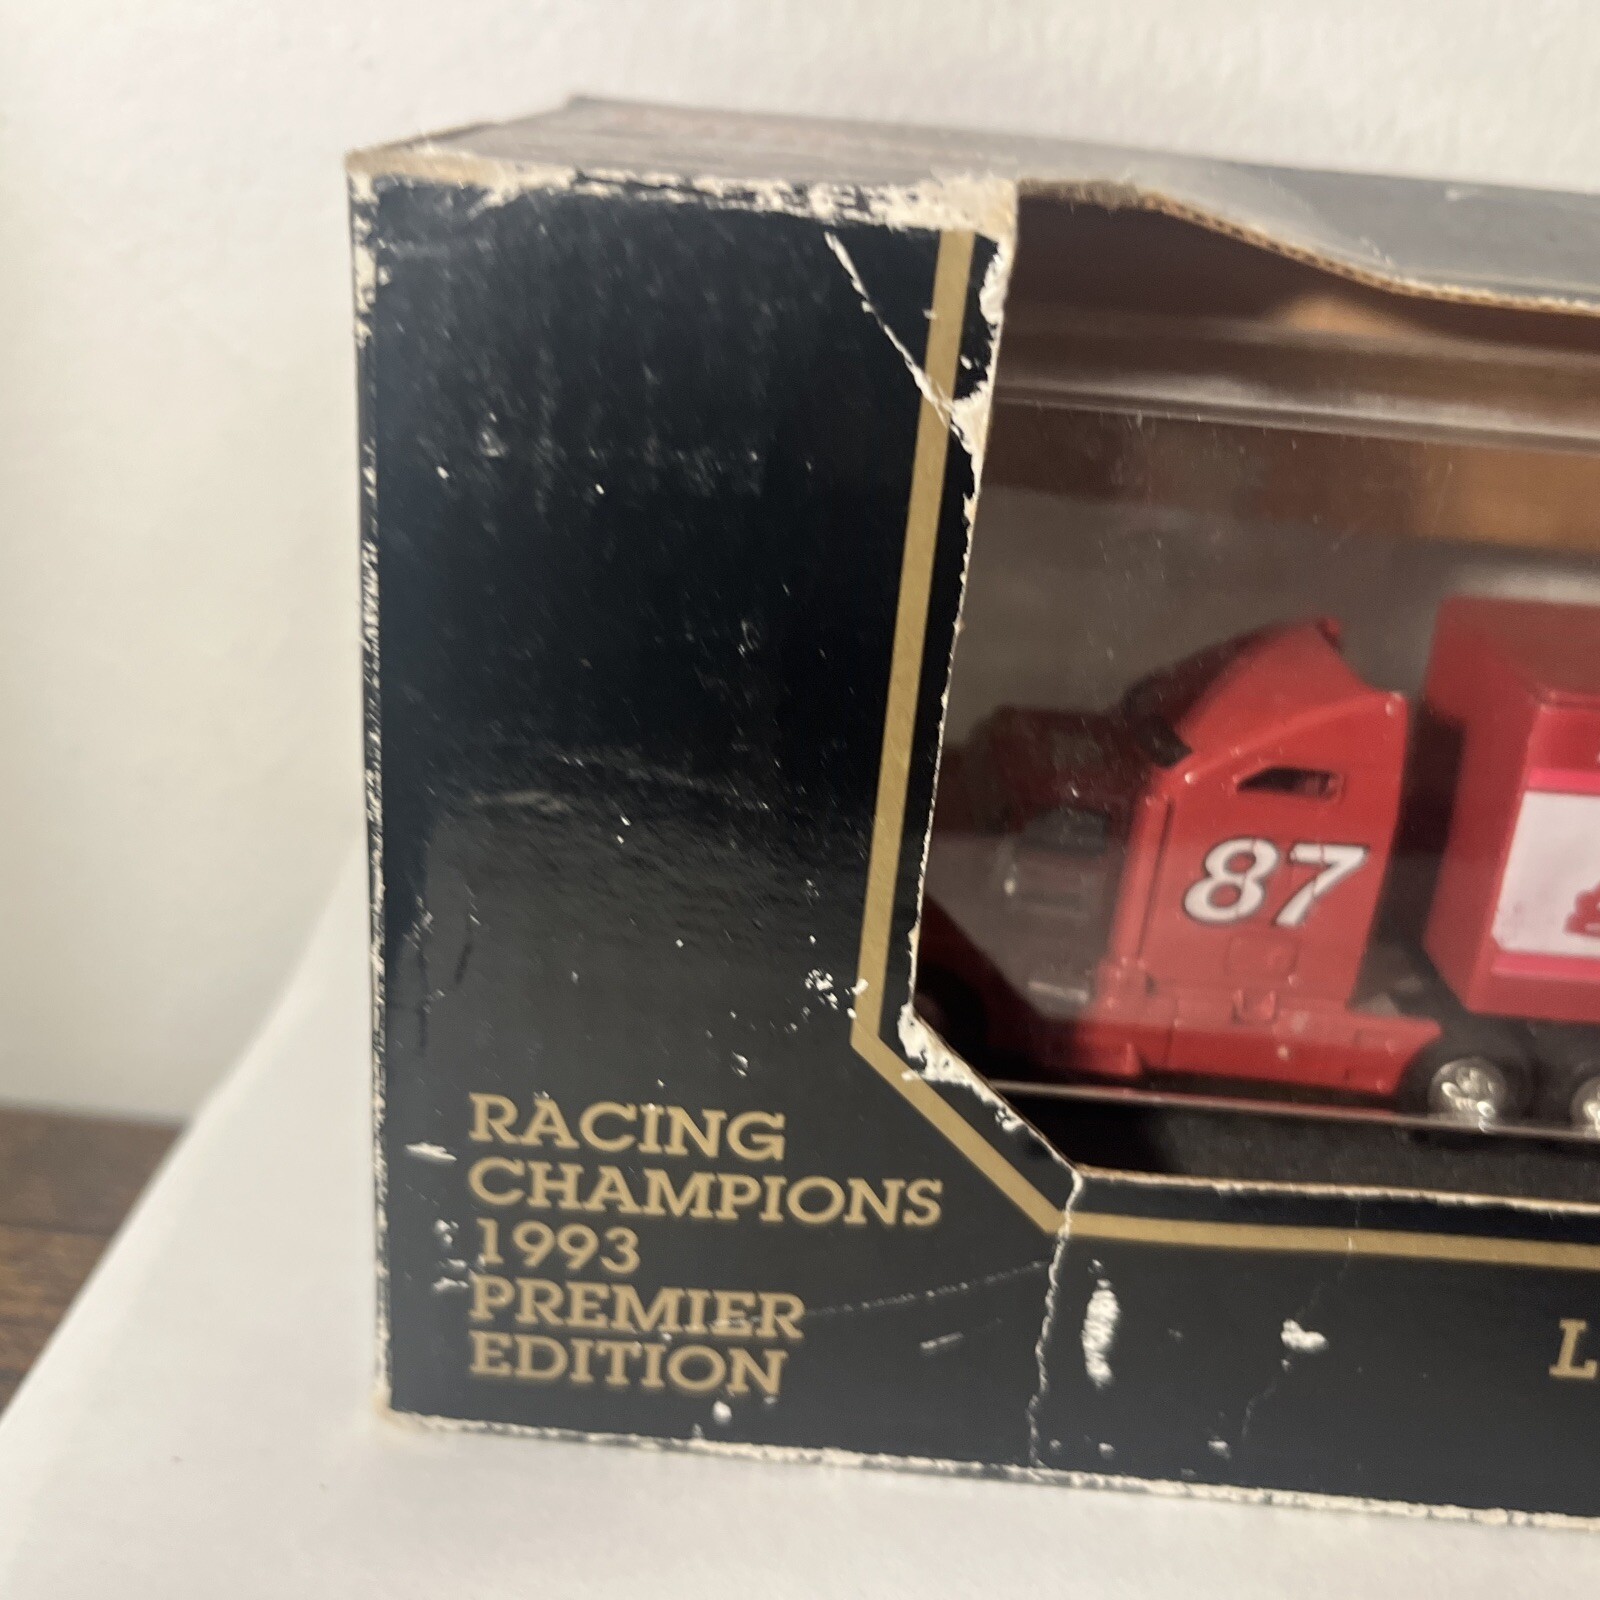 87
RACING
CHAMPIONS
1993
PREMIER
EDITION
L